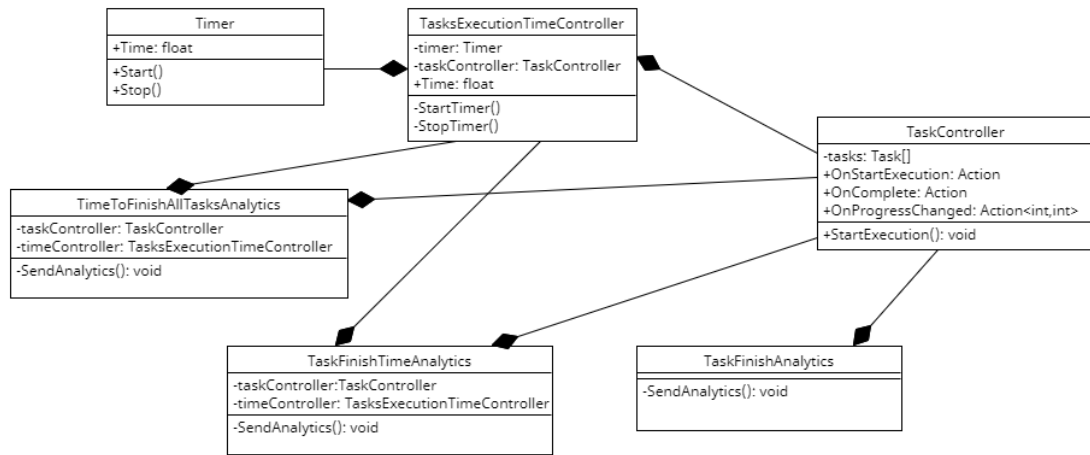 Timer
+Time: float
+Start()
+Stop()
TasksExecutionTimeController
-timer: Timer
-taskController: TaskController
+Time: float
-StartTimer()
-StopTimer()
TaskController
-tasks: Task[]
+OnStartExecution: Action
+OnComplete: Action
+OnProgressChanged: Action<int,int>
+StartExecution(): void
TimeToFinishAllTasksAnalytics
-taskController: TaskController
-timeController: TasksExecutionTimeController
-SendAnalytics(): void
TaskFinishTimeAnalytics
-taskController:TaskController
-timeController: TasksExecutionTimeController
-SendAnalytics(): void
TaskFinishAnalytics
-SendAnalytics(): void